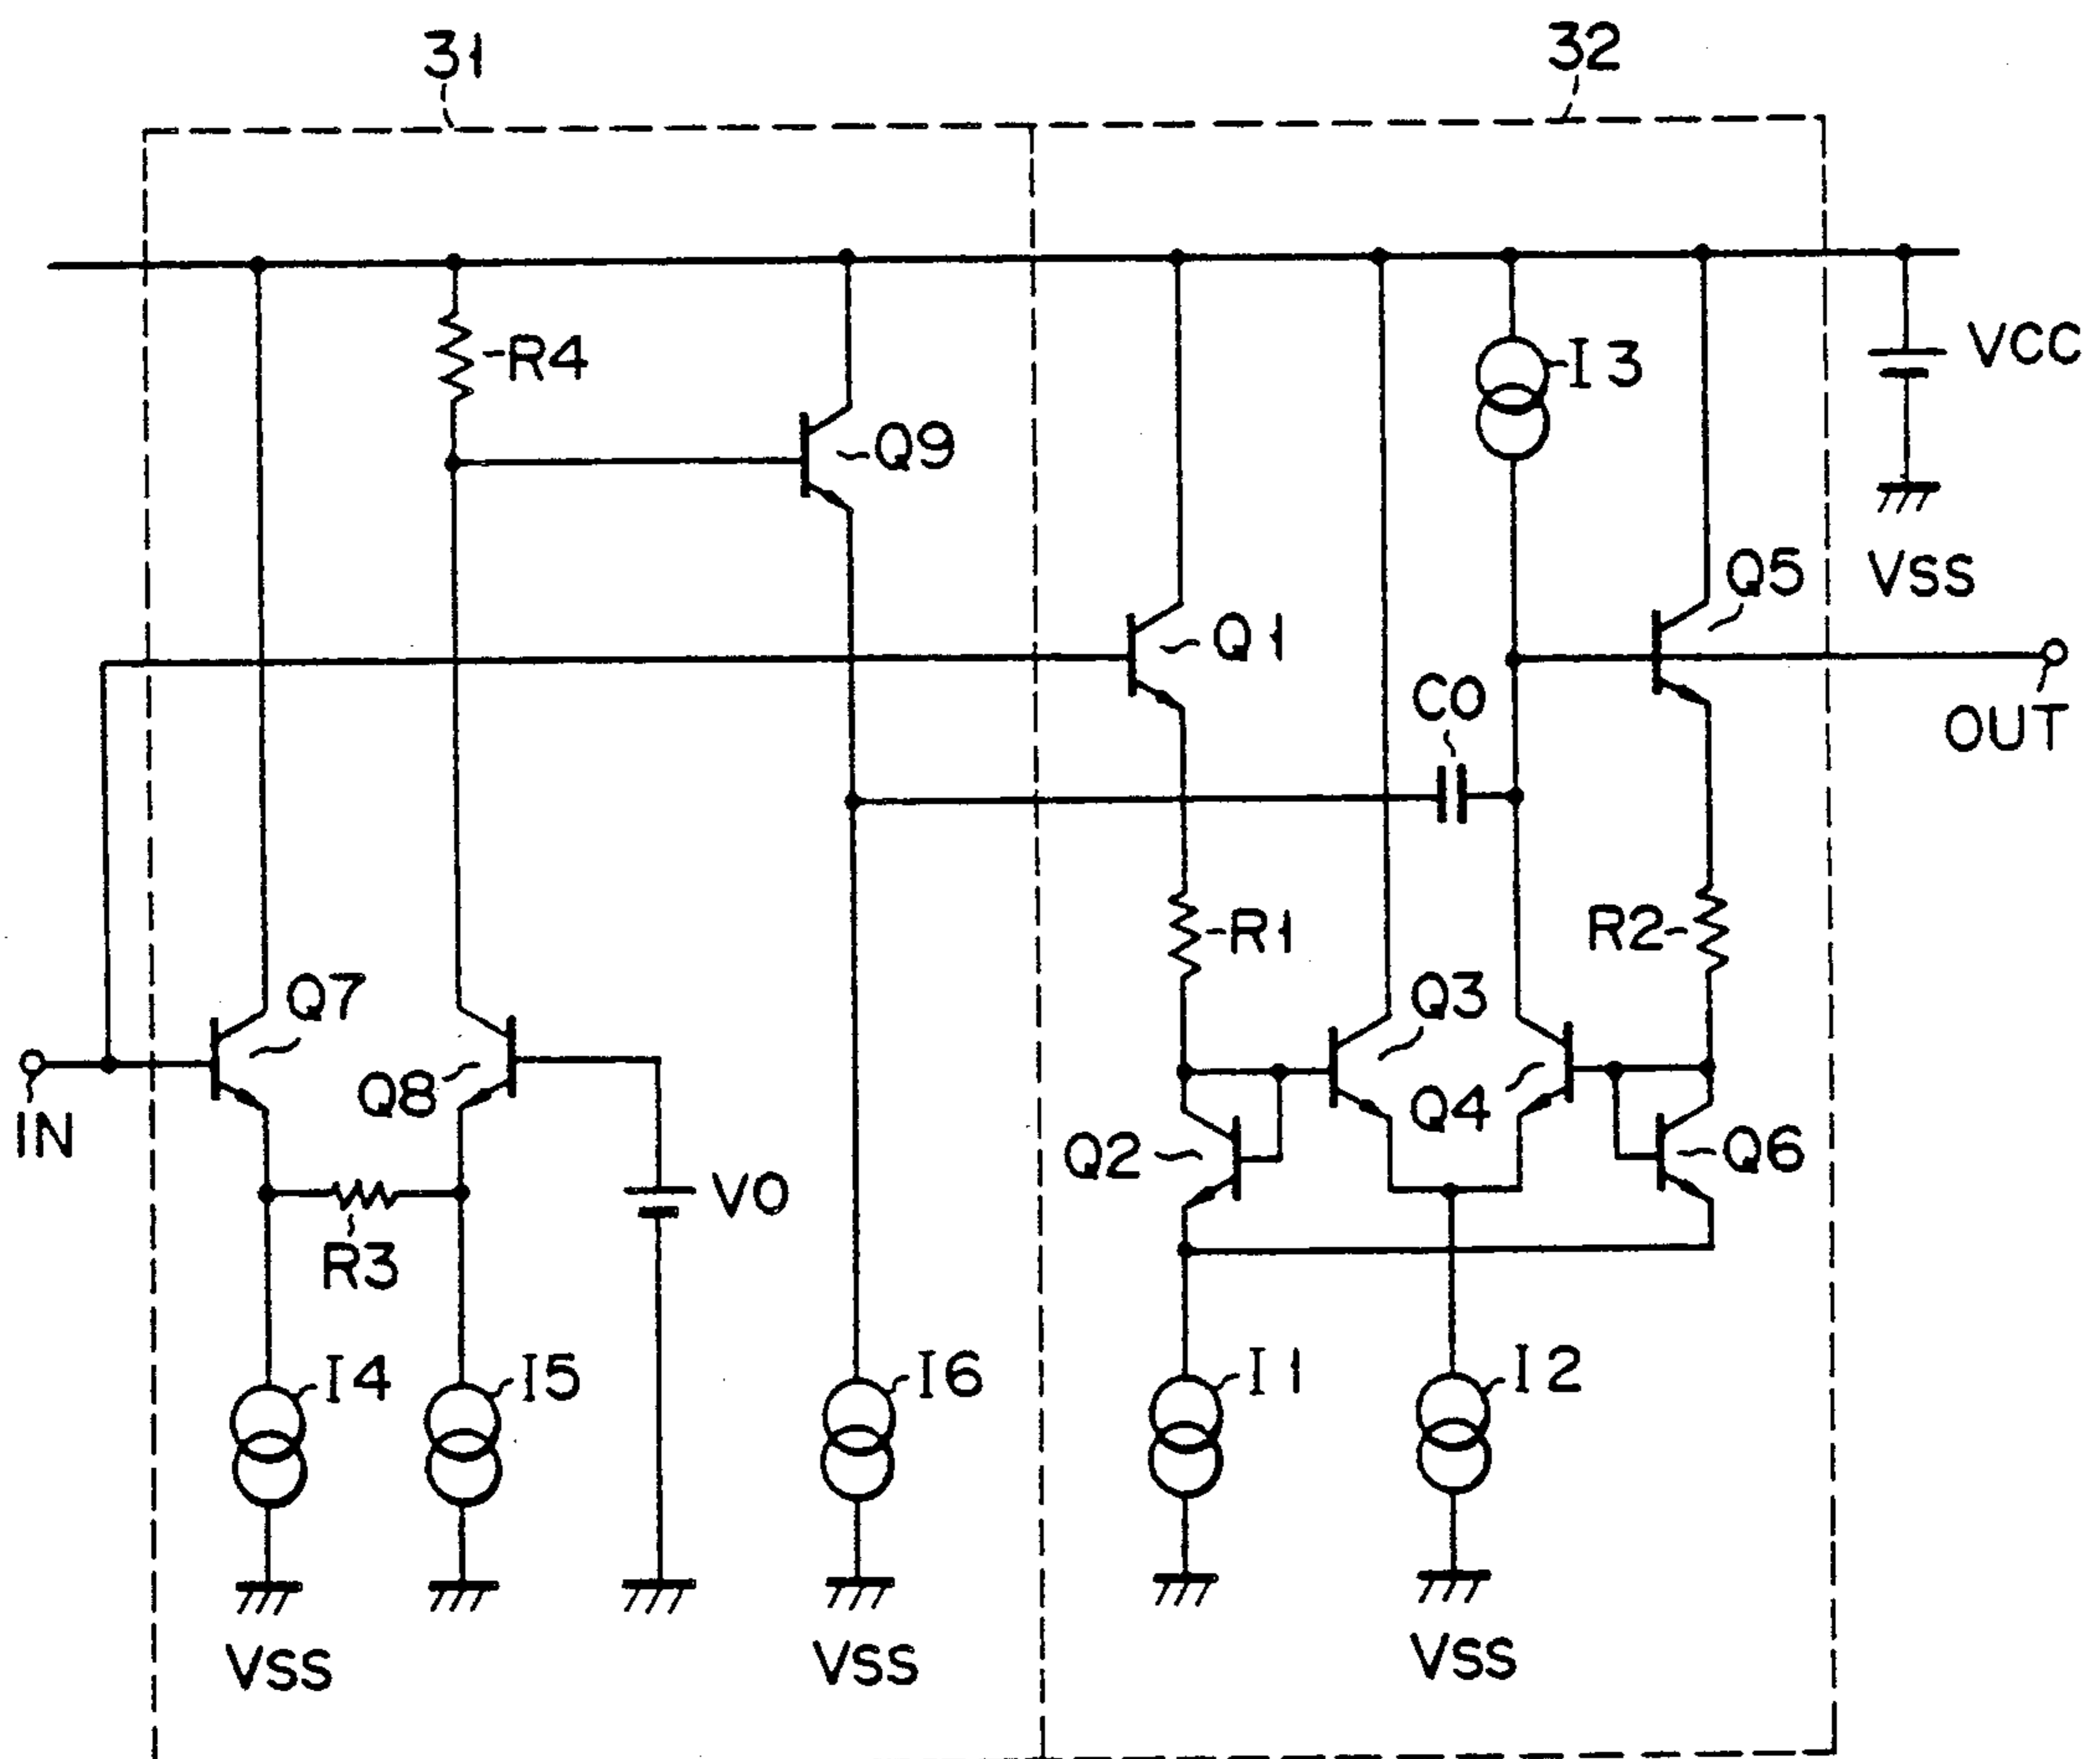 31
32
R4
I3
VCC
Q9
Q5
VSS
Q1
C0
OUT
R1
R2
Q7
Q3
Q8
Q4
IN
Q2
Q6
V0
R3
I4
I5
I6
I1
I2
VSS
VSS
VSS